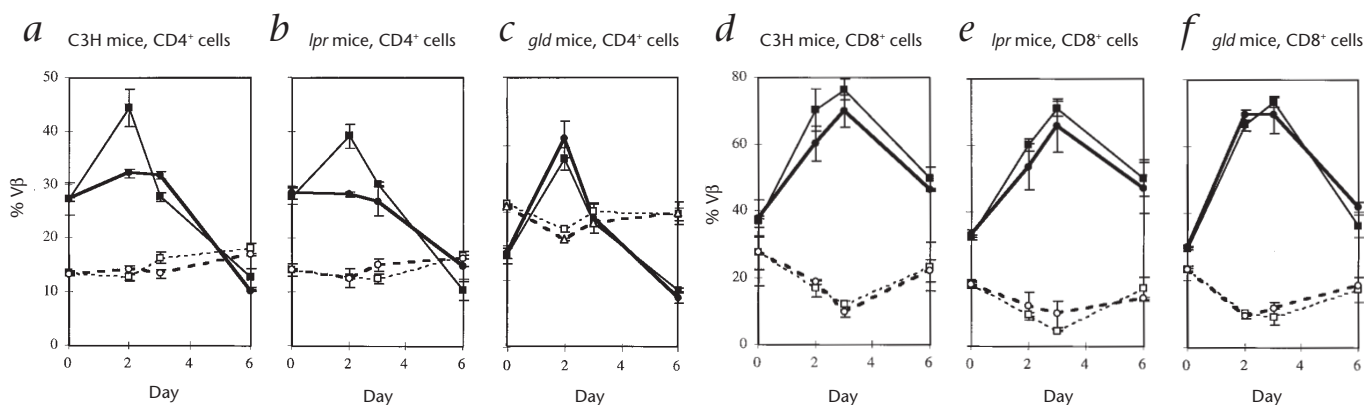 a C3H mice, CD4⁺ cells
b lpr mice, CD4⁺ cells
c gld mice, CD4⁺ cells
d C3H mice, CD8⁺ cells
e lpr mice, CD8⁺ cells
f gld mice, CD8⁺ cells
% Vβ
50
40
30
20
10
0
0 2 4 6
Day
0 2 4 6
Day
0 2 4 6
Day
% Vβ
80
60
40
20
0
0 2 4 6
Day
0 2 4 6
Day
0 2 4 6
Day